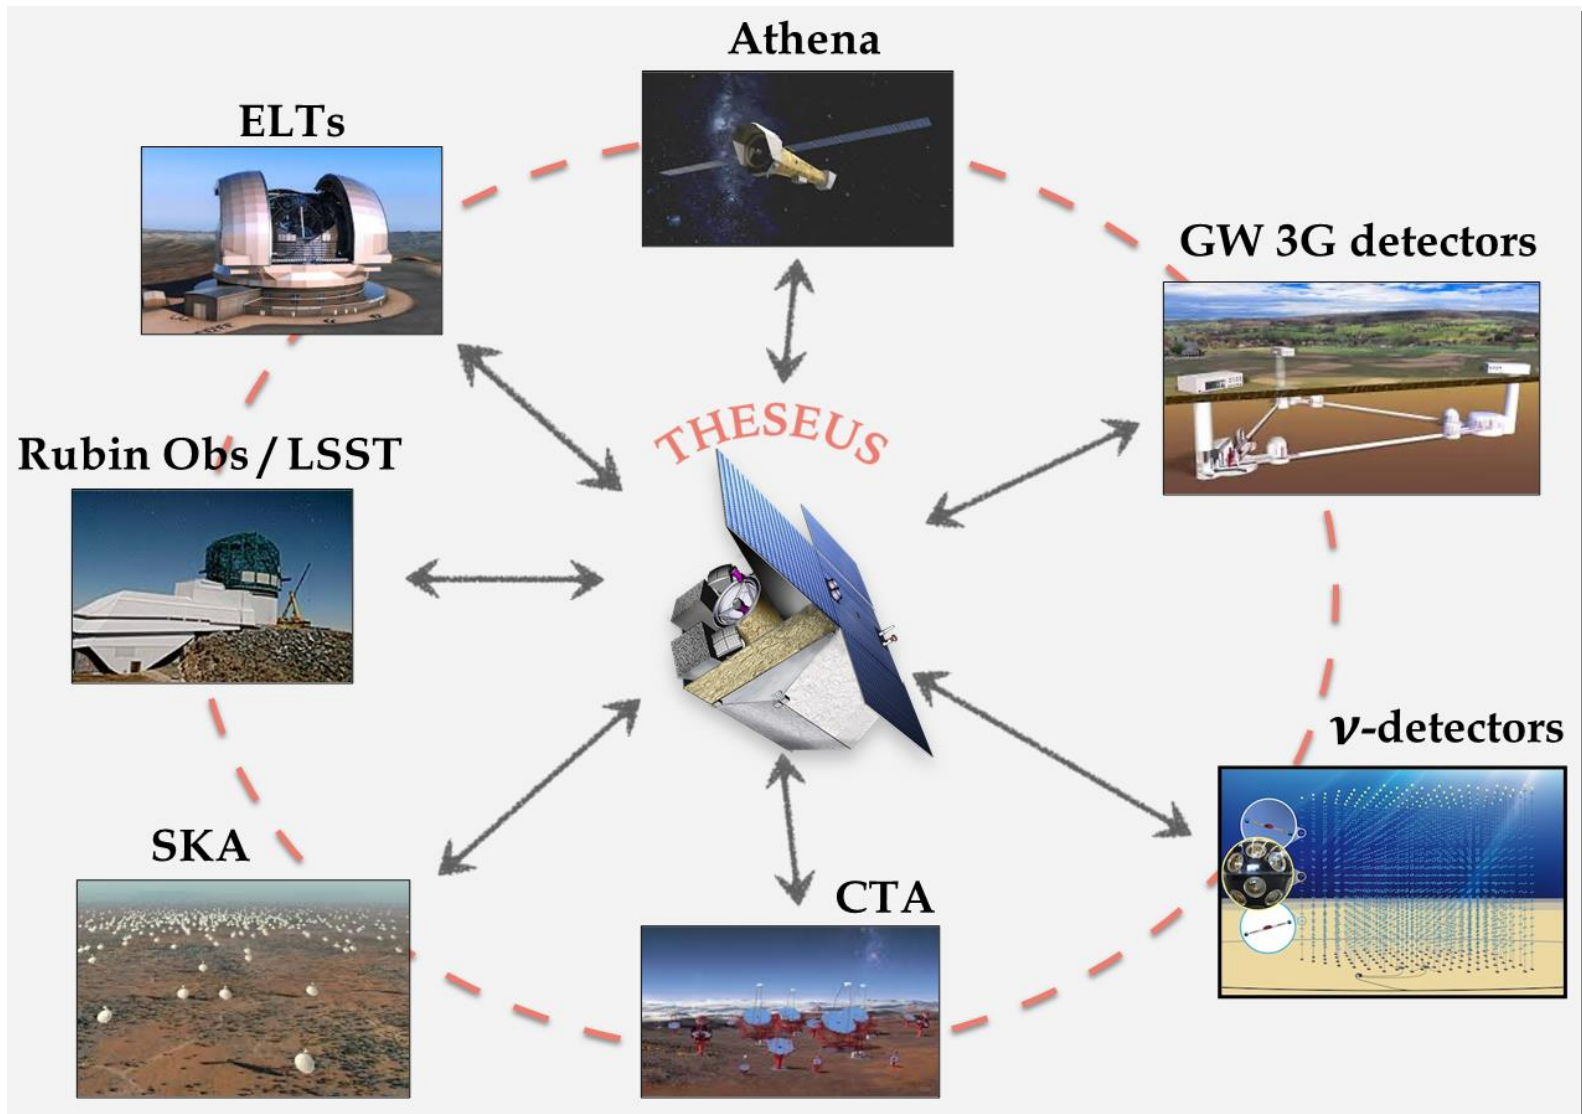 Athena
ELTs
GW 3G detectors
THESEUS
Rubin Obs / LSST
ν-detectors
SKA
CTA